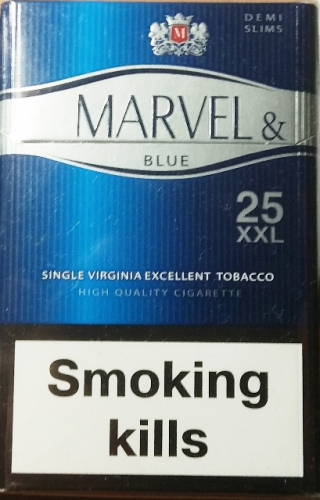 DEMI
SLIMS
M
MARVEL &
BLUE
25
XXL
SINGLE VIRGINIA EXCELLENT TOBACCO
HIGH QUALITY CIGARETTE
Smoking
kills